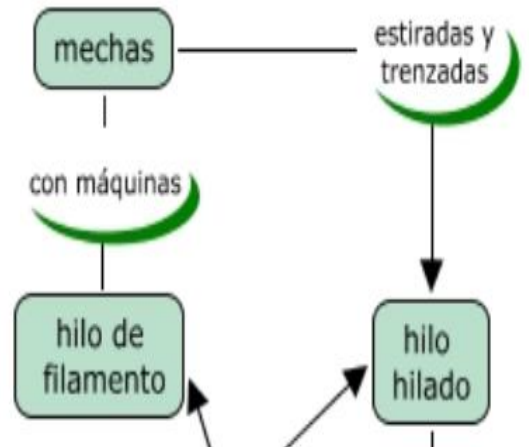 mechas
estiradas y
trenzadas
con máquinas
hilo de
filamento
hilo
hilado